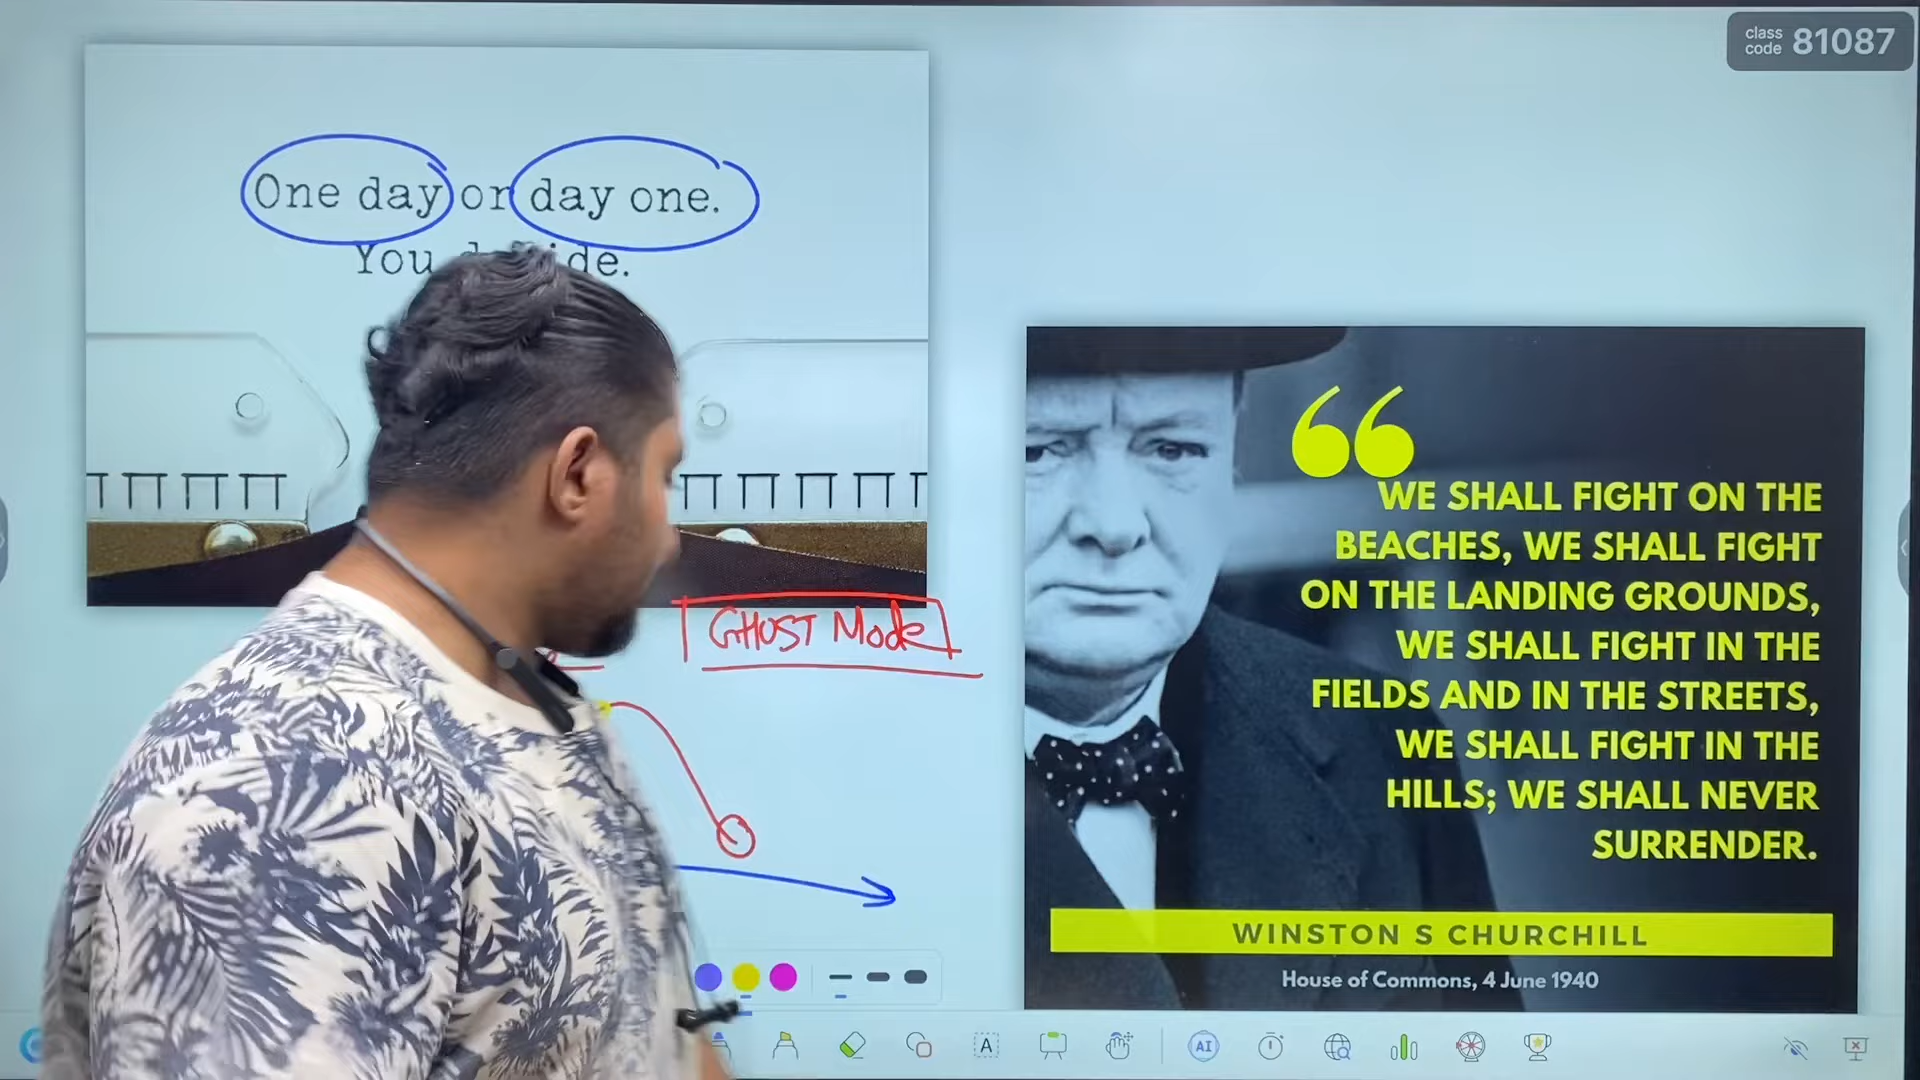 class
code 81087
One day or day one.
You de ide.
GHOST Mode
WE SHALL FIGHT ON THE
BEACHES, WE SHALL FIGHT
ON THE LANDING GROUNDS,
WE SHALL FIGHT IN THE
FIELDS AND IN THE STREETS,
WE SHALL FIGHT IN THE
HILLS; WE SHALL NEVER
SURRENDER.
WINSTON S CHURCHILL
House of Commons, 4 June 1940
A
AI